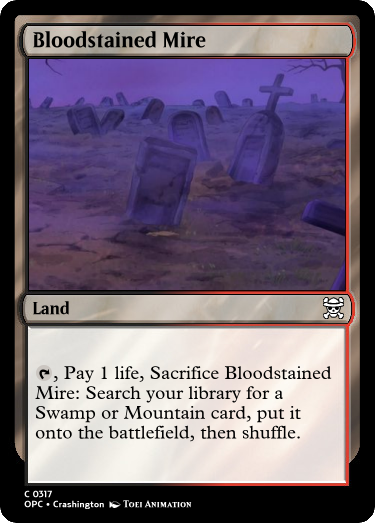 Bloodstained Mire
Land
, Pay 1 life, Sacrifice Bloodstained
Mire: Search your library for a
Swamp or Mountain card, put it
onto the battlefield, then shuffle.
C 0317
OPC • Crashington Toei Animation